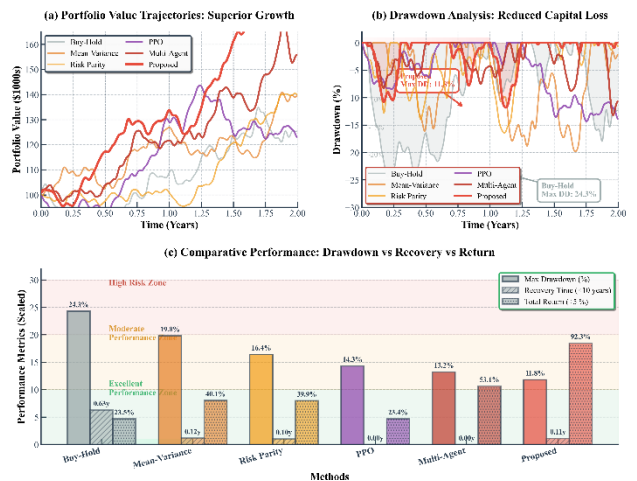 (a) Portfolio Value Trajectories: Superior Growth
Portfolio Value ($1000s)
160
150
140
130
120
110
100
Buy-Hold
Mean-Variance
Risk Parity
PPO
Multi-Agent
Proposed
0.00 0.25 0.50 0.75 1.00 1.25 1.50 1.75 2.00
Time (Years)
(b) Drawdown Analysis: Reduced Capital Loss
Drawdown (%)
0
−5
−10
−15
−20
−25
−30
Proposed
Max DD:
Buy-Hold
Mean-Variance
Risk Parity
PPO
Multi-Agent
Proposed
Buy-Hold
Max DD: 24.3%
0.00 0.25 0.50 0.75 1.00 1.25 1.50 1.75 2.00
Time (Years)
(c) Comparative Performance: Drawdown vs Recovery vs Return
Performance Metrics (Scaled)
30
25
20
15
10
5
0
High Risk Zone
Moderate
Performance Zone
Excellent
Performance Zone
Max Drawdown (%)
Recovery Time (×10 years)
Total Return (÷5 %)
24.3%
0.63y
23.5%
19.8%
0.12y
40.1%
16.4%
0.10y
39.9%
14.3%
0.00y
23.4%
13.2%
0.00y
53.1%
11.8%
0.11y
92.3%
Buy-Hold
Mean-Variance
Risk Parity
PPO
Multi-Agent
Proposed
Methods